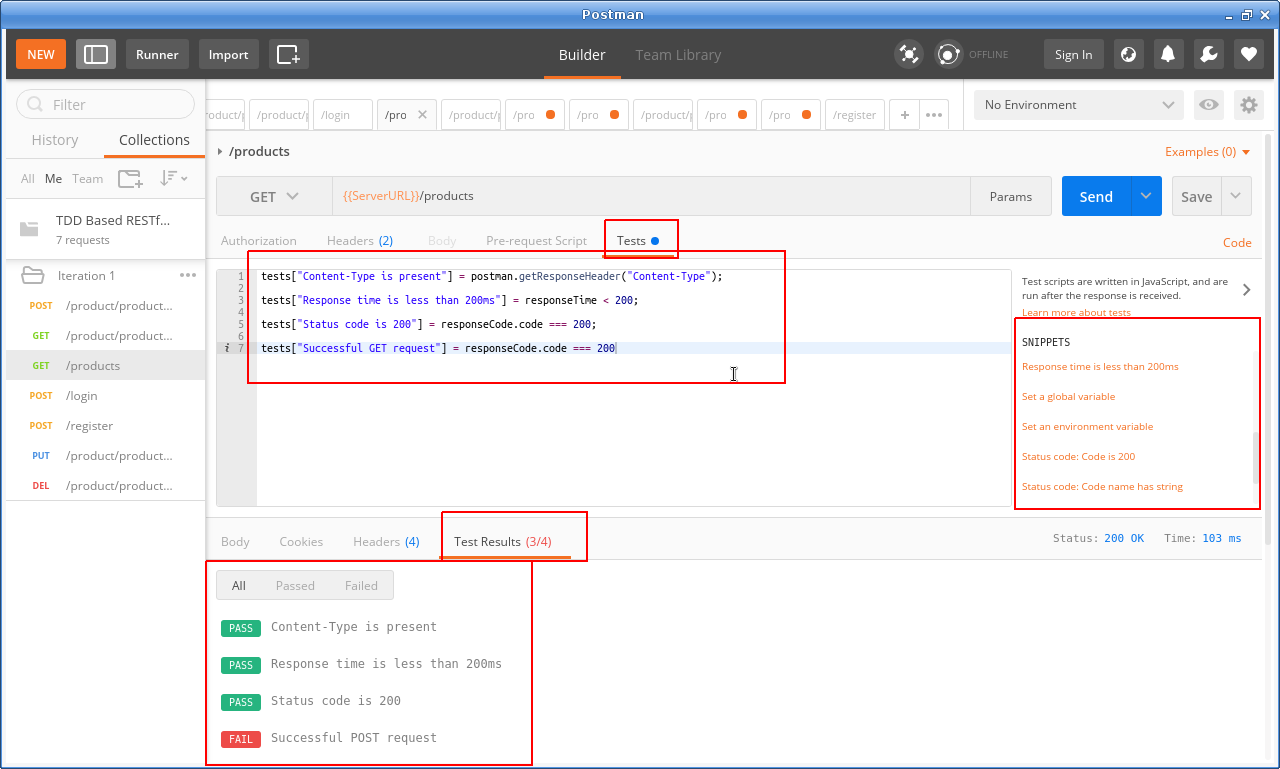 Postman
NEW Runner Import Builder Team Library OFFLINE Sign In
Filter
History Collections
All Me Team
TDD Based RESTf...
7 requests
Iteration 1
POST /product/product...
GET /product/product...
GET /products
POST /login
POST /register
PUT /product/product...
DEL /product/product...
roduct/p /product/p /login /pro × /product/p /pro /pro /product/p /pro /pro /register + •••
No Environment
/products
Examples (0)
GET {{ServerURL}}/products Params Send Save
Authorization Headers (2) Body Pre-request Script Tests Code
1 tests["Content-Type is present"] = postman.getResponseHeader("Content-Type");
2
3 tests["Response time is less than 200ms"] = responseTime < 200;
4
5 tests["Status code is 200"] = responseCode.code === 200;
6
i 7 tests["Successful GET request"] = responseCode.code === 200
Test scripts are written in JavaScript, and are
run after the response is received.
Learn more about tests
SNIPPETS
Response time is less than 200ms
Set a global variable
Set an environment variable
Status code: Code is 200
Status code: Code name has string
Body Cookies Headers (4) Test Results (3/4) Status: 200 OK Time: 103 ms
All Passed Failed
PASS Content-Type is present
PASS Response time is less than 200ms
PASS Status code is 200
FAIL Successful POST request